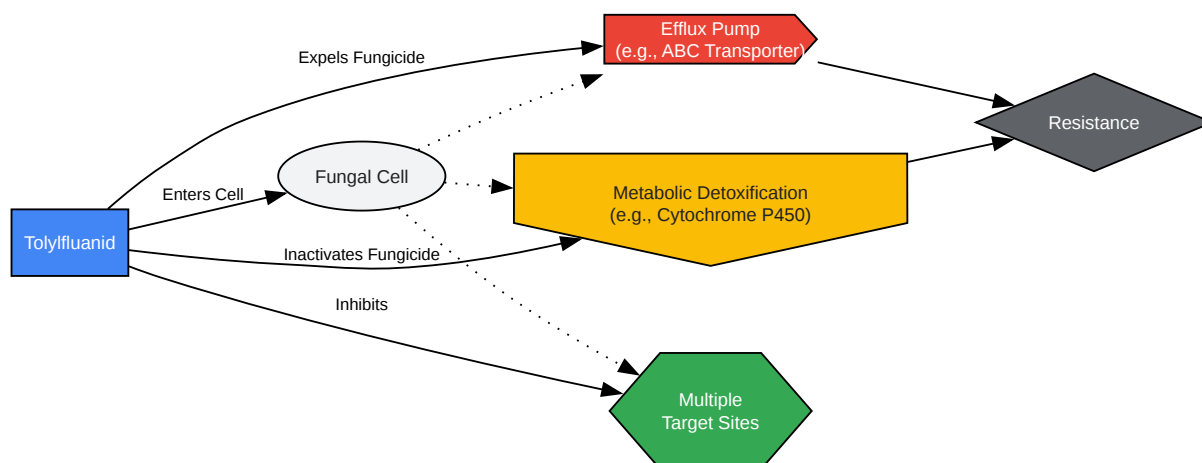 Efflux Pump
(e.g., ABC Transporter)
Expels Fungicide
Resistance
Fungal Cell
Enters Cell
Metabolic Detoxification
(e.g., Cytochrome P450)
Tolylfluanid
Inactivates Fungicide
Inhibits
Multiple
Target Sites